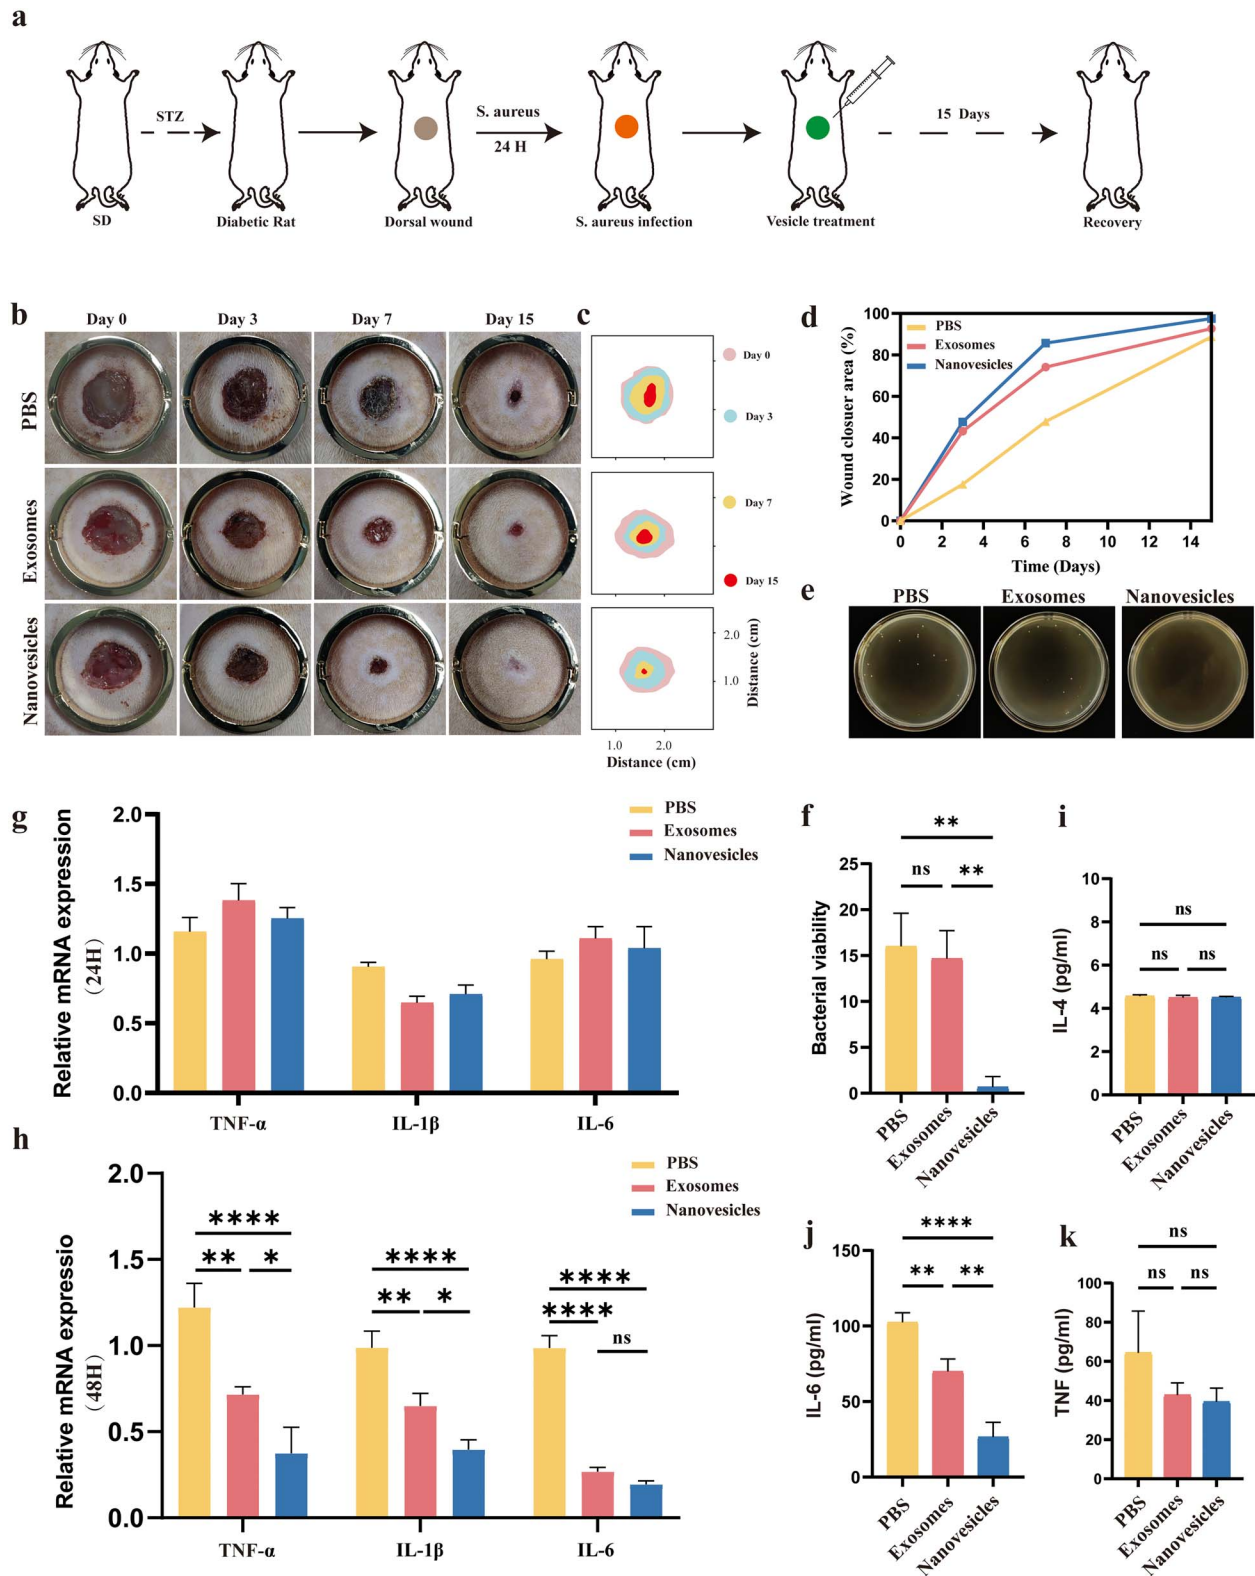 a
STZ
S. aureus
24 H
15 Days
SD
Diabetic Rat
Dorsal wound
S. aureus infection
Vesicle treatment
Recovery
b
Day 0
Day 3
Day 7
Day 15
PBS
Exosomes
Nanovesicles
c
Day 0
Day 3
Day 7
Day 15
2.0
1.0
Distance (cm)
1.0
2.0
Distance (cm)
d
PBS
Exosomes
Nanovesicles
Wound closuer area (%)
100
80
60
40
20
0
0
2
4
6
8
10
12
14
Time (Days)
e
PBS
Exosomes
Nanovesicles
g
Relative mRNA expression
(24H)
2.0
1.5
1.0
0.5
0.0
PBS
Exosomes
Nanovesicles
TNF-α
IL-1β
IL-6
f
**
ns
**
Bacterial viability
25
20
15
10
5
0
PBS
Exosomes
Nanovesicles
i
IL-4 (pg/ml)
10
8
6
4
2
0
ns
ns
ns
PBS
Exosomes
Nanovesicles
h
Relative mRNA expressio
(48H)
2.0
1.5
1.0
0.5
0.0
PBS
Exosomes
Nanovesicles
****
**
*
****
**
*
****
****
ns
TNF-α
IL-1β
IL-6
j
IL-6 (pg/ml)
150
100
50
0
****
**
**
PBS
Exosomes
Nanovesicles
k
TNF (pg/ml)
100
80
60
40
20
0
ns
ns
ns
PBS
Exosomes
Nanovesicles